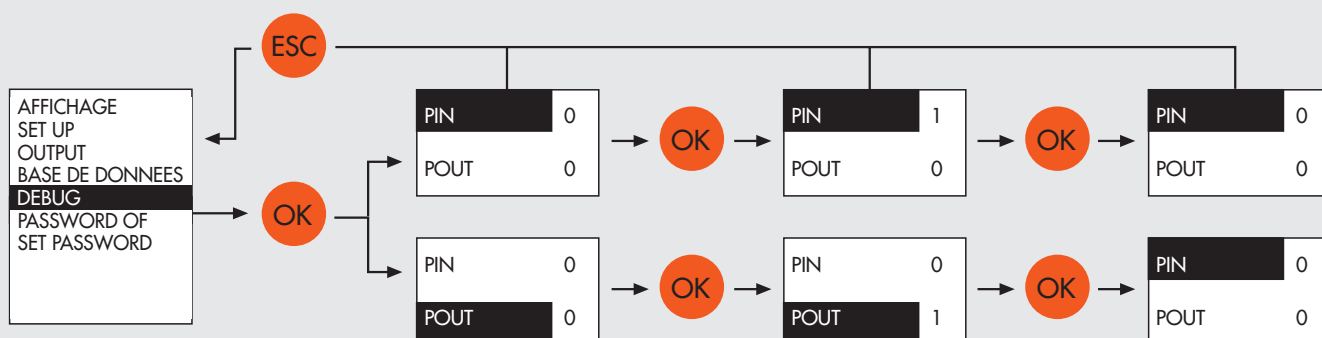 ESC
AFFICHAGE
SET UP
OUTPUT
BASE DE DONNEES
DEBUG
PASSWORD OF
SET PASSWORD
OK
PIN 0
POUT 0
OK
PIN 1
POUT 0
OK
PIN 0
POUT 0
PIN 0
POUT 0
OK
PIN 0
POUT 1
OK
PIN 0
POUT 0